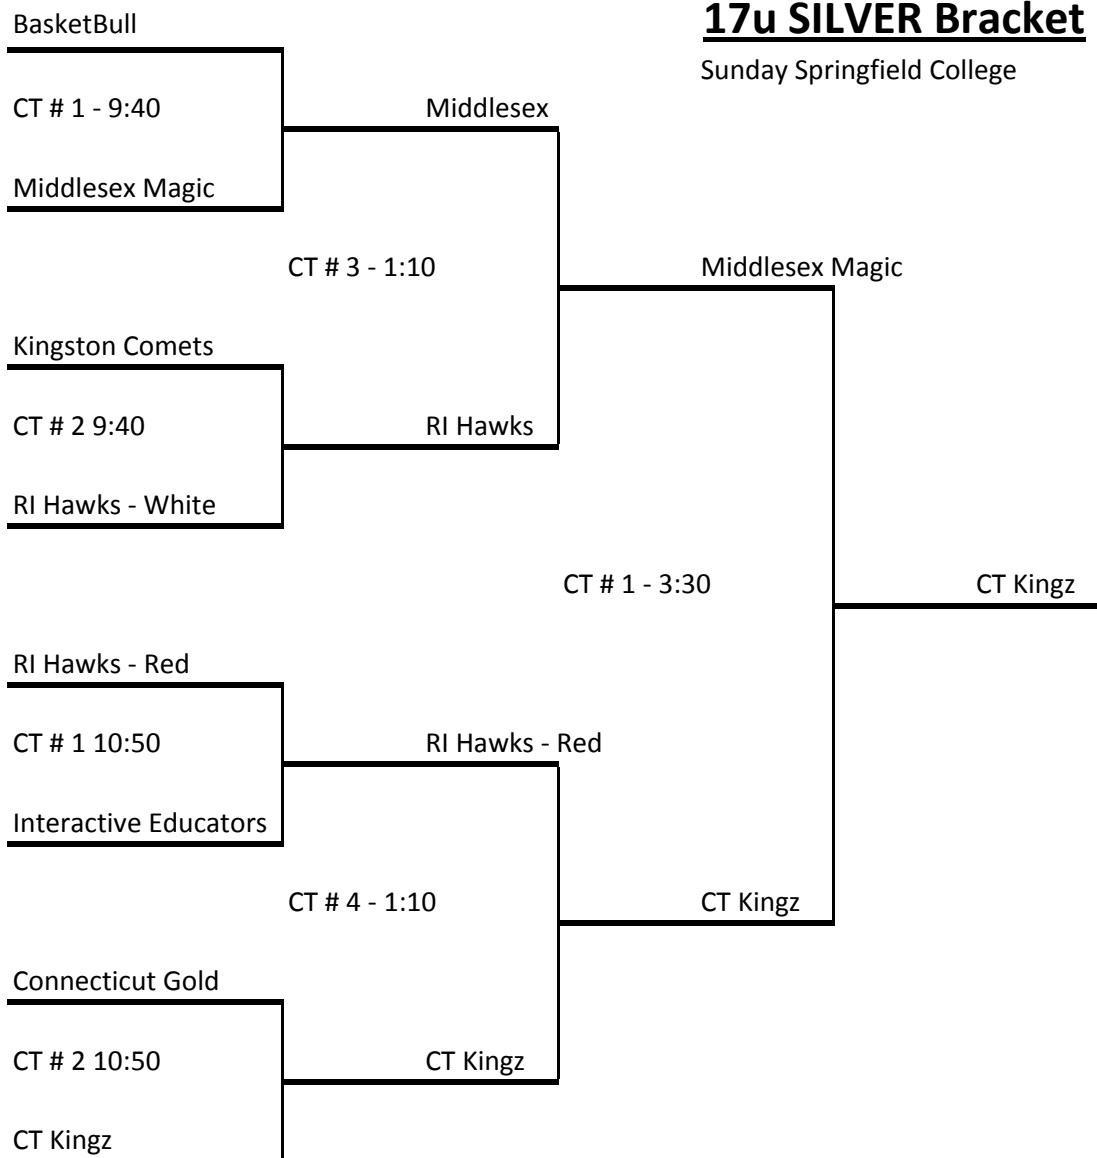 BasketBull
17u SILVER Bracket
Sunday Springfield College
CT # 1 - 9:40
Middlesex
Middlesex Magic
CT # 3 - 1:10
Middlesex Magic
Kingston Comets
CT # 2 9:40
RI Hawks
RI Hawks - White
CT # 1 - 3:30
CT Kingz
RI Hawks - Red
CT # 1 10:50
RI Hawks - Red
Interactive Educators
CT # 4 - 1:10
CT Kingz
Connecticut Gold
CT # 2 10:50
CT Kingz
CT Kingz